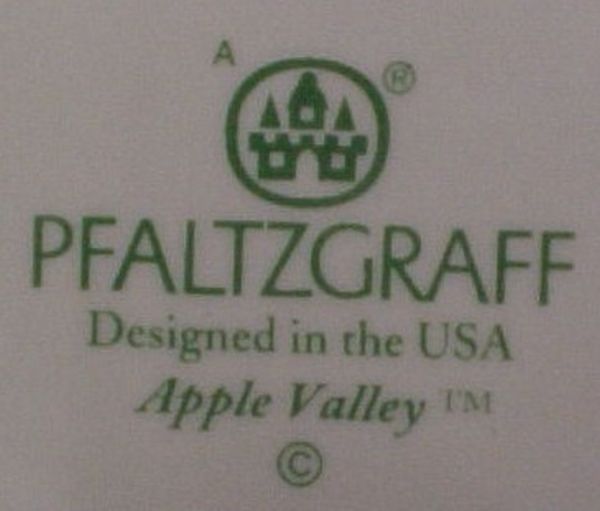 A ®
PFALTZGRAFF
Designed in the USA
Apple Valley ™
©